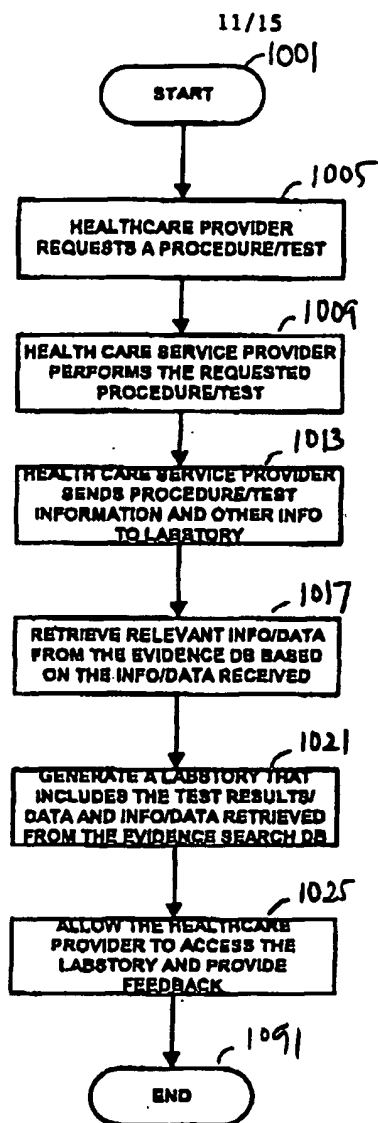 11/15
1001
START
1005
HEALTHCARE PROVIDER
REQUESTS A PROCEDURE/TEST
1009
HEALTH CARE SERVICE PROVIDER
PERFORMS THE REQUESTED
PROCEDURE/TEST
1013
HEALTH CARE SERVICE PROVIDER
SENDS PROCEDURE/TEST
INFORMATION AND OTHER INFO
TO LABSTORY
1017
RETRIEVE RELEVANT INFO/DATA
FROM THE EVIDENCE DB BASED
ON THE INFO/DATA RECEIVED
1021
GENERATE A LABSTORY THAT
INCLUDES THE TEST RESULTS/
DATA AND INFO/DATA RETRIEVED
FROM THE EVIDENCE SEARCH DB
1025
ALLOW THE HEALTHCARE
PROVIDER TO ACCESS THE
LABSTORY AND PROVIDE
FEEDBACK
1091
END